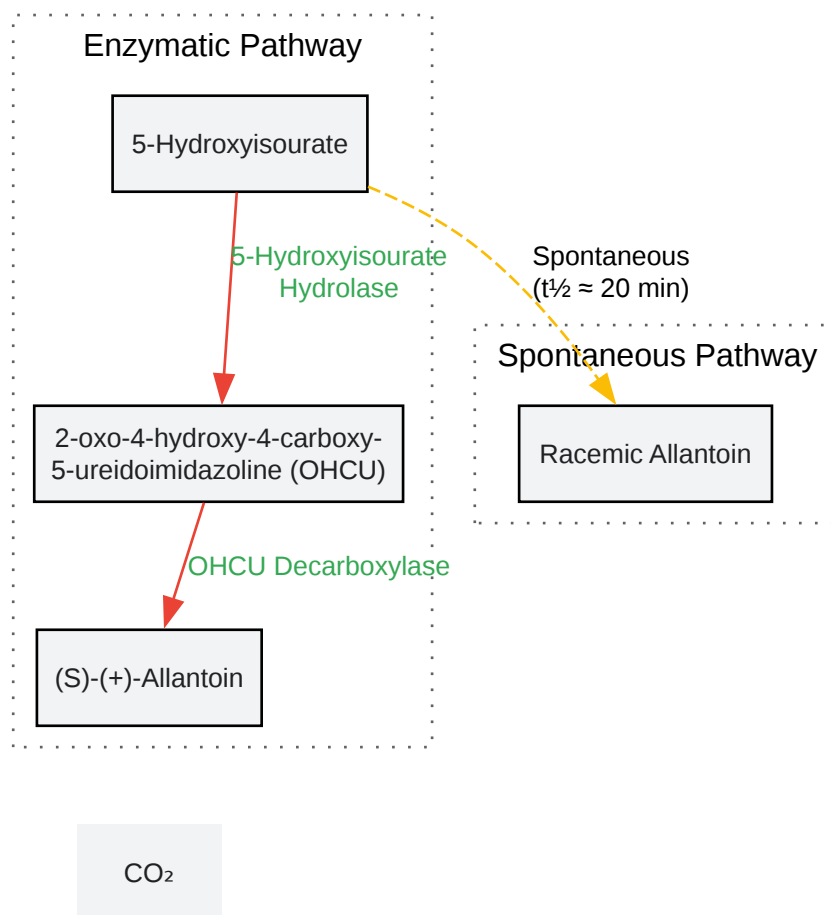 Enzymatic Pathway
5-Hydroxyisourate
5-Hydroxyisourate
Hydrolase
Spontaneous
(t½ ≈ 20 min)
Spontaneous Pathway
2-oxo-4-hydroxy-4-carboxy-
5-ureidoimidazoline (OHCU)
Racemic Allantoin
OHCU Decarboxylase
(S)-(+)-Allantoin
CO₂